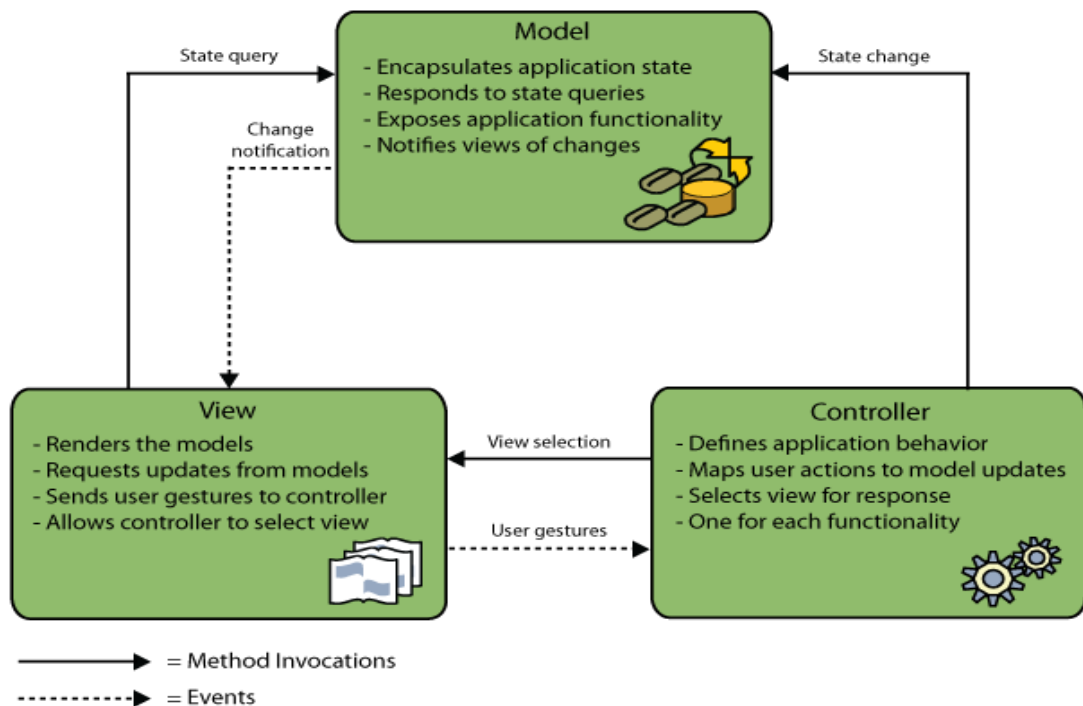 Model
- Encapsulates application state
- Responds to state queries
- Exposes application functionality
- Notifies views of changes
State query
State change
Change
notification
View
- Renders the models
- Requests updates from models
- Sends user gestures to controller
- Allows controller to select view
View selection
User gestures
Controller
- Defines application behavior
- Maps user actions to model updates
- Selects view for response
- One for each functionality
= Method Invocations
= Events